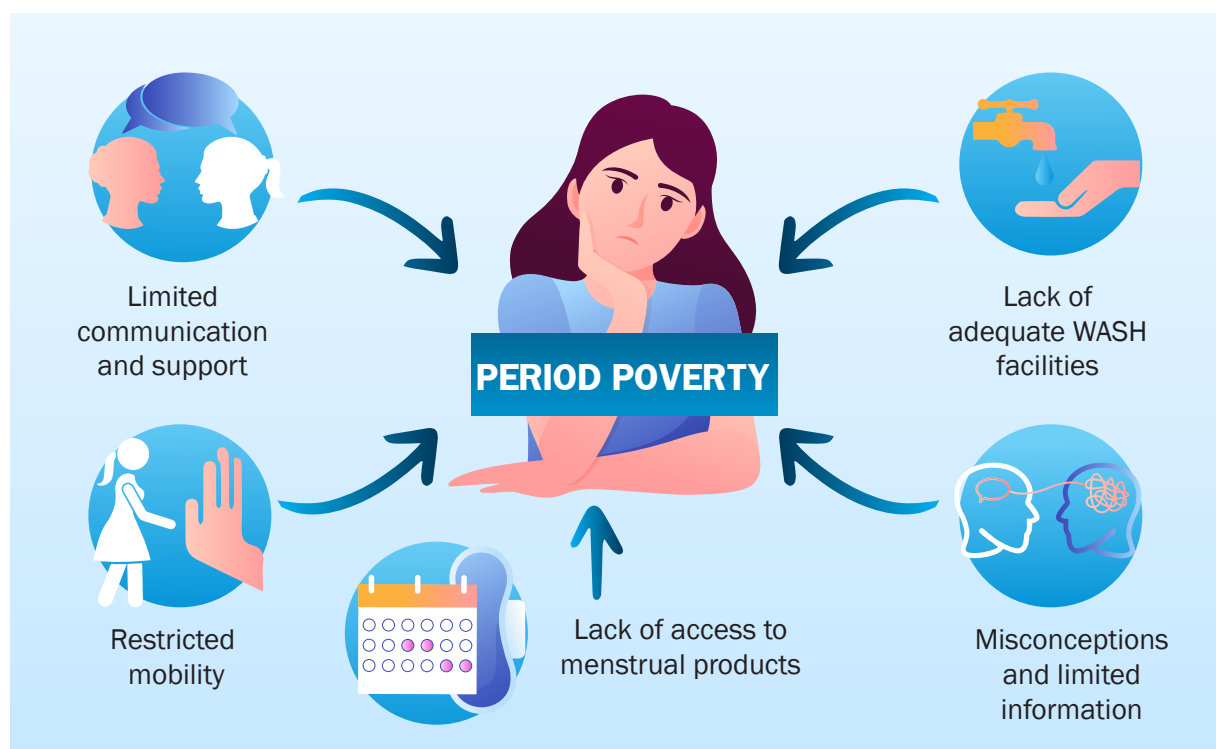 Limited
communication
and support
Lack of
adequate WASH
facilities
PERIOD POVERTY
Restricted
mobility
Lack of access to
menstrual products
Misconceptions
and limited
information